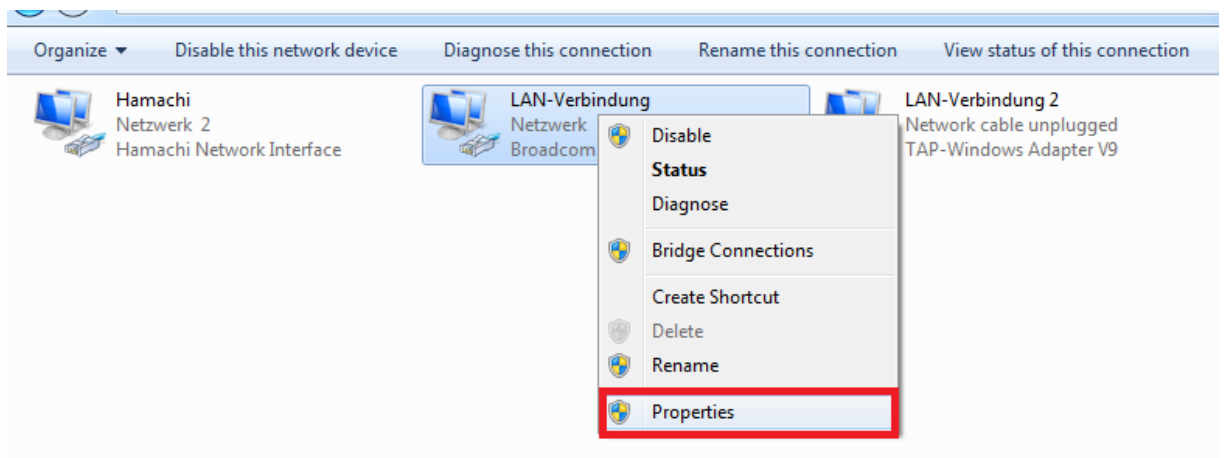 Organize Disable this network device Diagnose this connection Rename this connection View status of this connection
Hamachi
Netzwerk 2
Hamachi Network Interface
LAN-Verbindung
Netzwerk
Broadcom
LAN-Verbindung 2
Network cable unplugged
TAP-Windows Adapter V9
Disable
Status
Diagnose
Bridge Connections
Create Shortcut
Delete
Rename
Properties